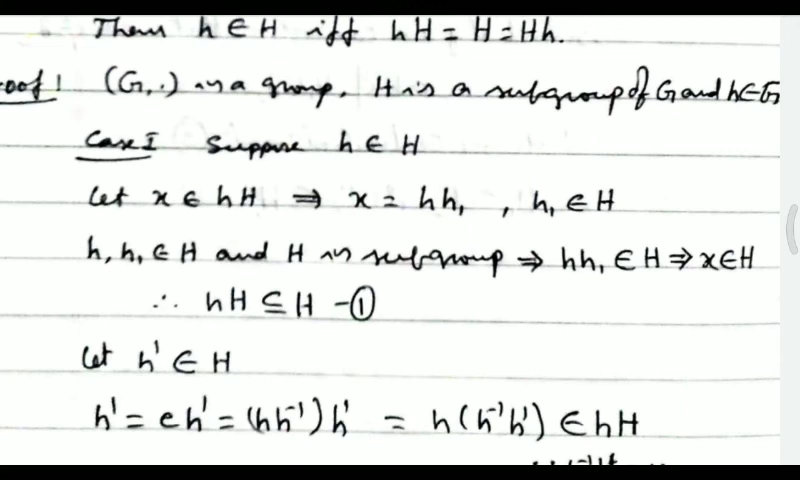 Then h ∈ H iff hH = H = Hh.
oof! (G, ·) is a group. H is a subgroup of G and h ∈ G
Case I Suppose h ∈ H
Let x ∈ hH ⇒ x = hh₁ , h₁ ∈ H
h, h₁ ∈ H and H is subgroup ⇒ hh₁ ∈ H ⇒ x ∈ H
∴ hH ⊆ H –①
Let h' ∈ H
h' = eh' = (hh⁻¹)h' = h(h⁻¹h') ∈ hH